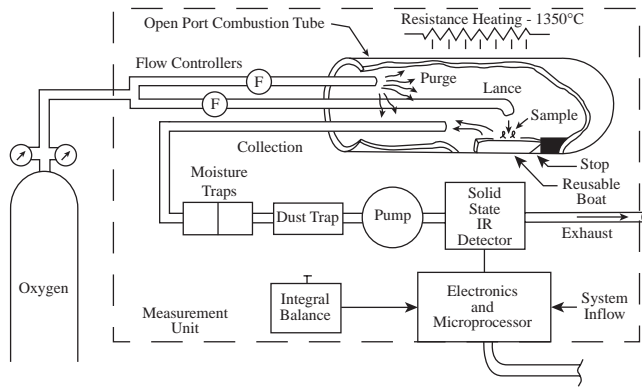 Open Port Combustion Tube
Resistance Heating - 1350°C
Flow Controllers
F
Purge
Lance
F
Sample
Collection
Stop
Moisture
Traps
Reusable
Boat
Dust Trap
Pump
Solid
State
IR
Detector
Exhaust
Oxygen
Integral
Balance
Electronics
and
Microprocessor
System
Inflow
Measurement
Unit